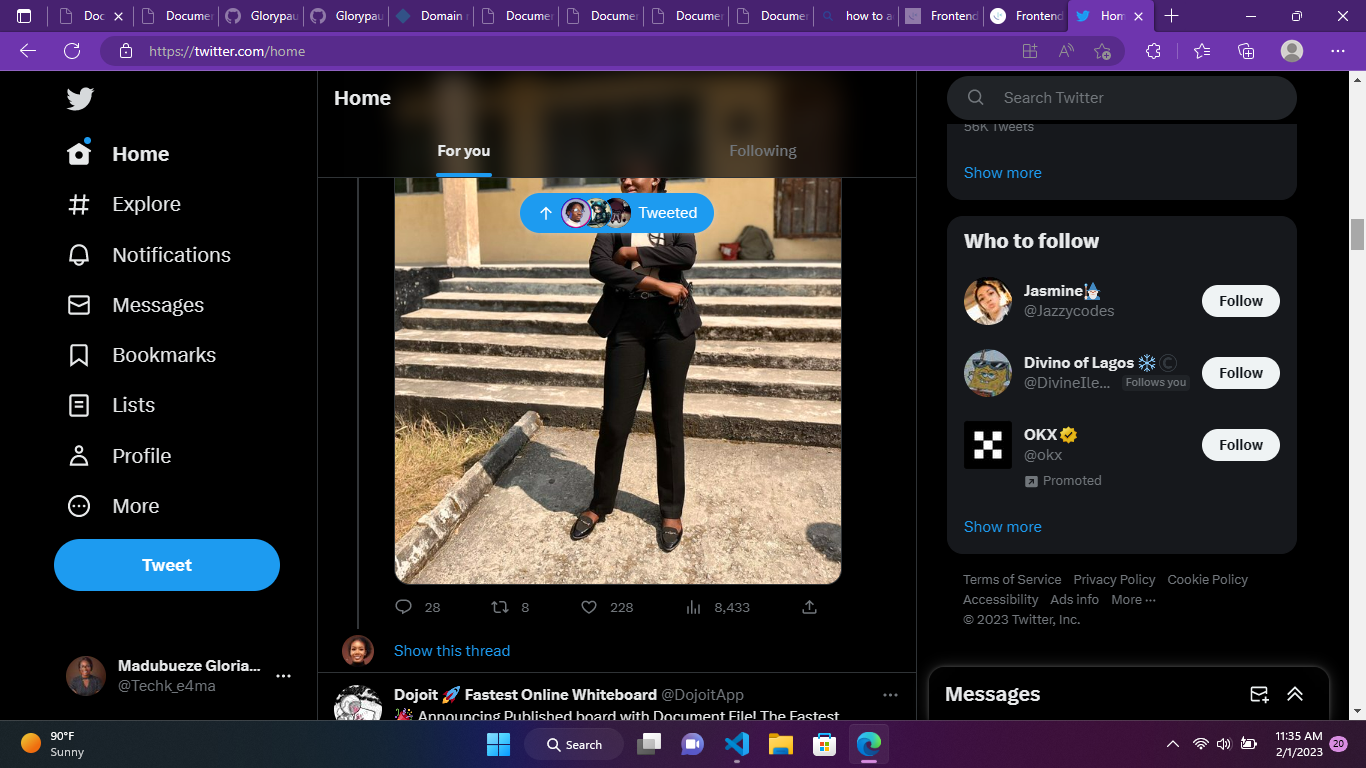 Doc
Documen
Glorypau
Glorypau
Domain n
Documen
Documen
Documen
Documen
how to a
Frontend
Frontend
Hom
https://twitter.com/home
Home
Explore
Notifications
Messages
Bookmarks
Lists
Profile
More
Tweet
Madubueze Gloria...
@Techk_e4ma
Home
For you
Following
Tweeted
28
8
228
8,433
Show this thread
Dojoit 🚀 Fastest Online Whiteboard @DojoitApp
🎉 Announcing Published board with Document File! The Fastest
Search Twitter
56K Tweets
Show more
Who to follow
Jasmine
@Jazzycodes
Follow
Divino of Lagos ❄️©
@DivineIle...
Follows you
Follow
OKX
@okx
Follow
Promoted
Show more
Terms of Service Privacy Policy Cookie Policy
Accessibility Ads info More ···
© 2023 Twitter, Inc.
Messages
90°F
Sunny
Search
11:35 AM
2/1/2023
20